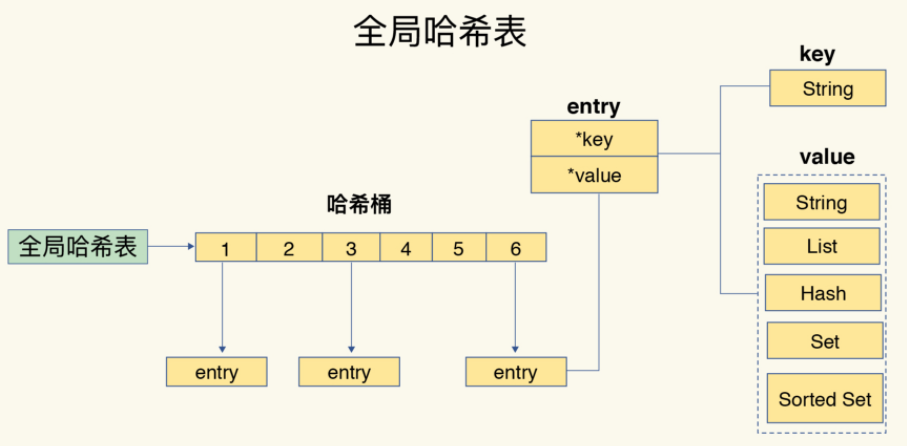 全局哈希表
key
String
entry
*key
*value
value
String
List
Hash
Set
Sorted Set
哈希桶
全局哈希表
1 2 3 4 5 6
entry entry entry